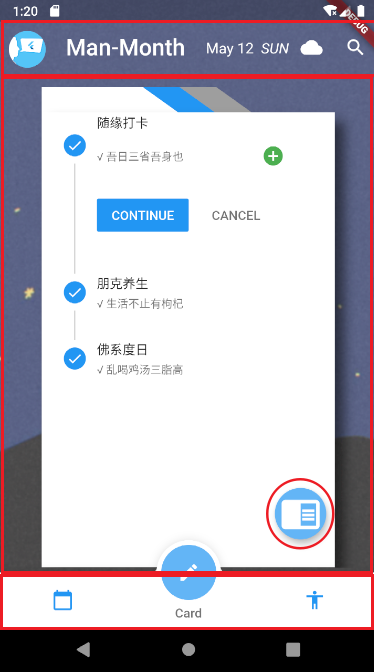 1:20
DEBUG
Man-Month May 12 SUN
随缘打卡
√ 吾日三省吾身也
CONTINUE CANCEL
朋克养生
√ 生活不止有枸杞
佛系度日
√ 乱喝鸡汤三脂高
Card